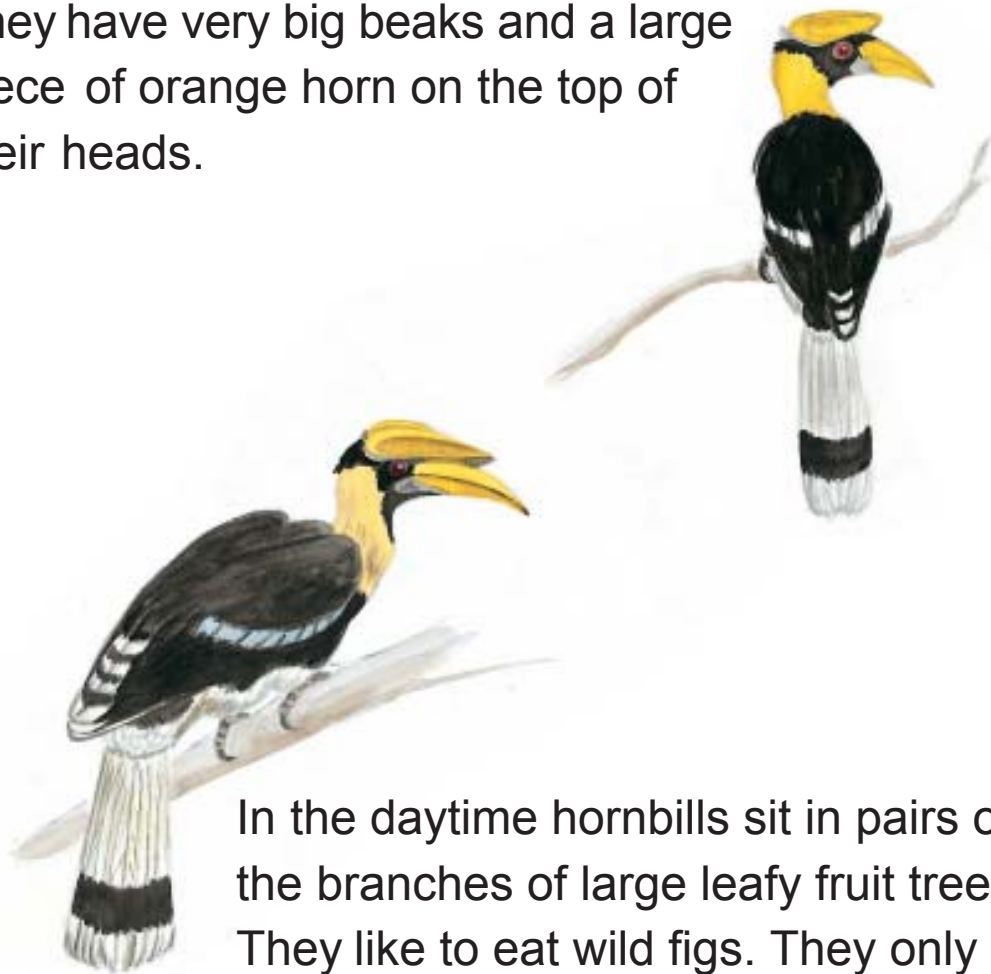 hey have very big beaks and a large
ece of orange horn on the top of
eir heads.
In the daytime hornbills sit in pairs
the branches of large leafy fruit tree
They like to eat wild figs. They only